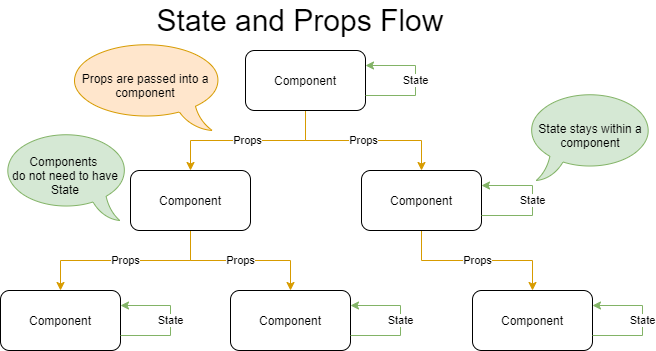 State and Props Flow
Props are passed into a
component
Component
State
Props
Props
State stays within a
component
Components
do not need to have
State
Component
Component
State
Props
Props
Props
Component
State
Component
State
Component
State